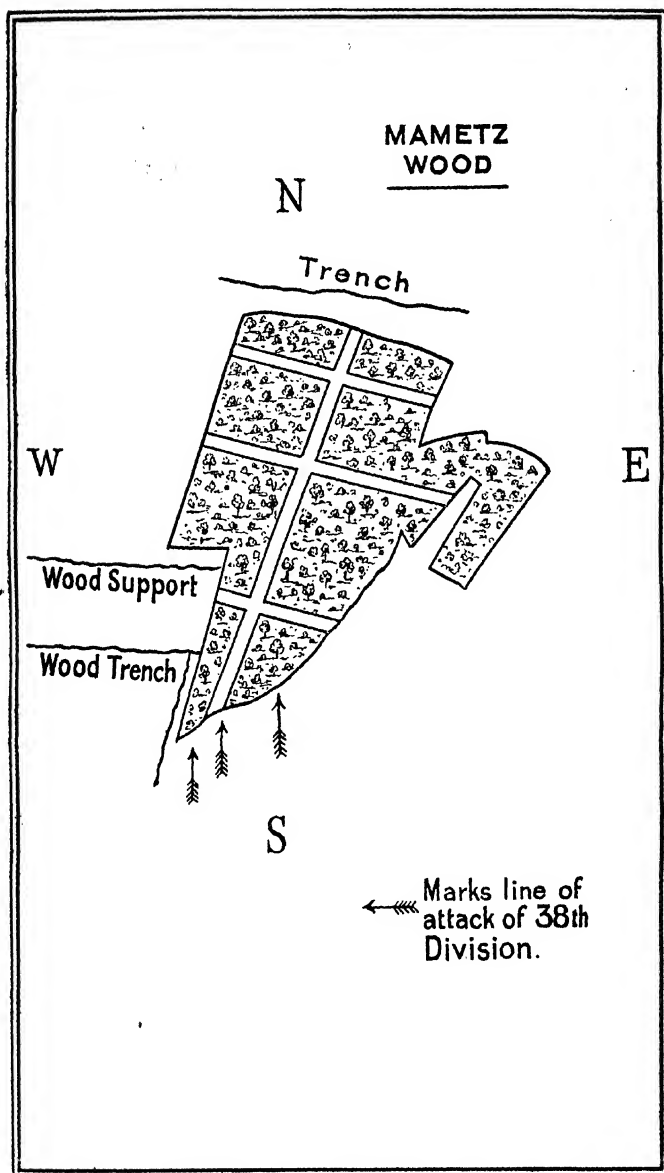 MAMETZ
WOOD
N
Trench
W
E
Wood Support
Wood Trench
S
Marks line of
attack of 38th
Division.